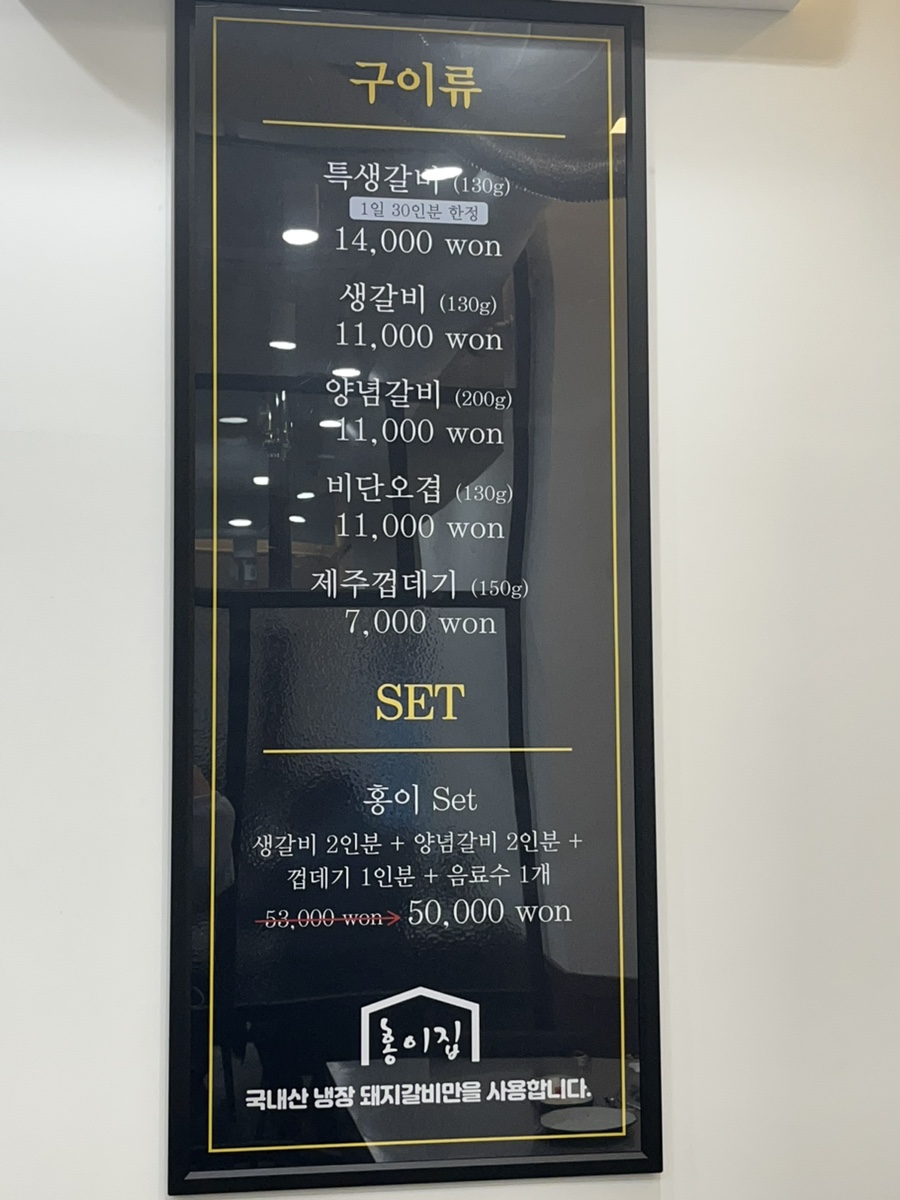 구이류
특생갈비 (130g)
1일 30인분 한정
14,000 won
생갈비 (130g)
11,000 won
양념갈비 (200g)
11,000 won
비단오겹 (130g)
11,000 won
제주껍데기 (150g)
7,000 won
SET
홍이 Set
생갈비 2인분 + 양념갈비 2인분 +
껍데기 1인분 + 음료수 1개
53,000 won → 50,000 won
홍이집
국내산 냉장 돼지갈비만을 사용합니다.